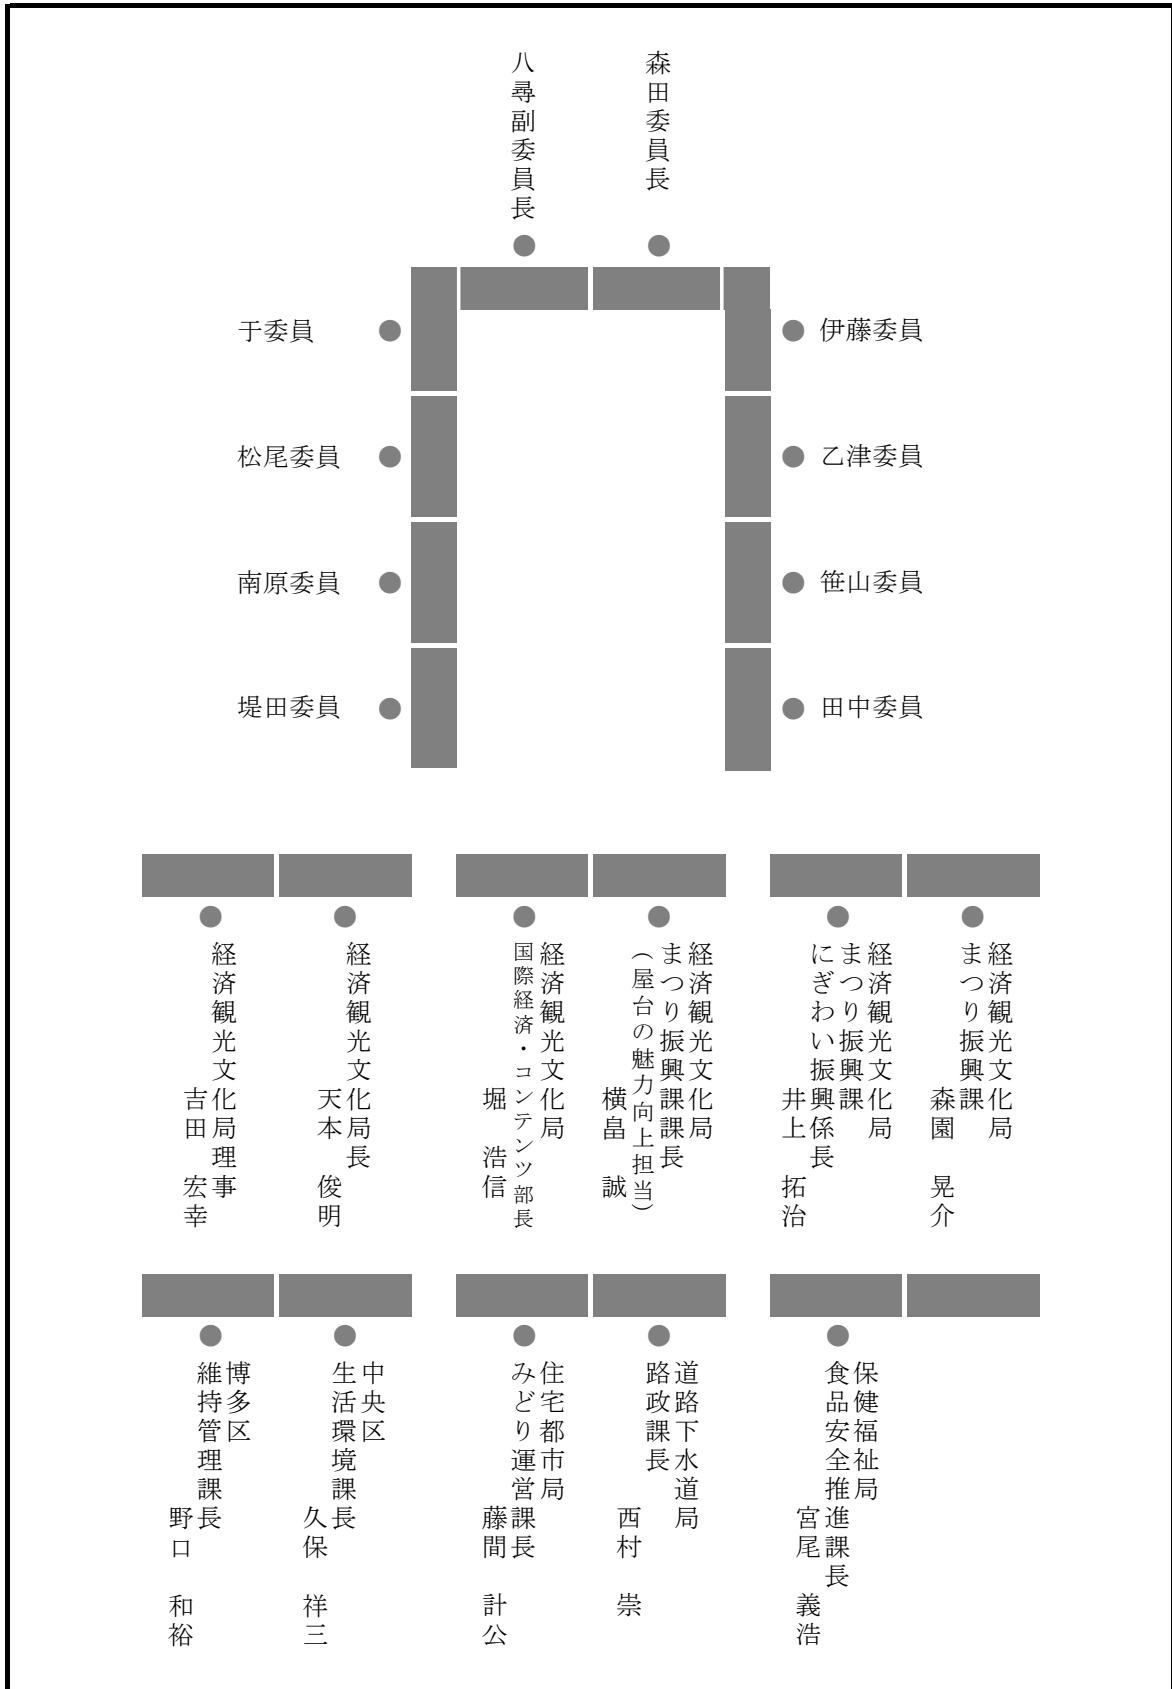 森田委員長
八尋副委員長
于委員
伊藤委員
松尾委員
乙津委員
南原委員
笹山委員
堤田委員
田中委員
経済観光文化局
まつり振興課
森園 晃介
経済観光文化局
まつり振興課
にぎわい振興係長
井上 拓治
経済観光文化局
まつり振興課課長
(屋台の魅力向上担当)
横畠 誠
経済観光文化局
国際経済・コンテンツ部長
堀 浩信
経済観光文化局長
天本 俊明
経済観光文化局理事
吉田 宏幸
保健福祉局
食品安全推進課長
宮尾 義浩
道路下水道局
路政課長
西村 崇
住宅都市局
みどり運営課長
藤間 計公
中央区
生活環境課長
久保 祥三
博多区
維持管理課長
野口 和裕